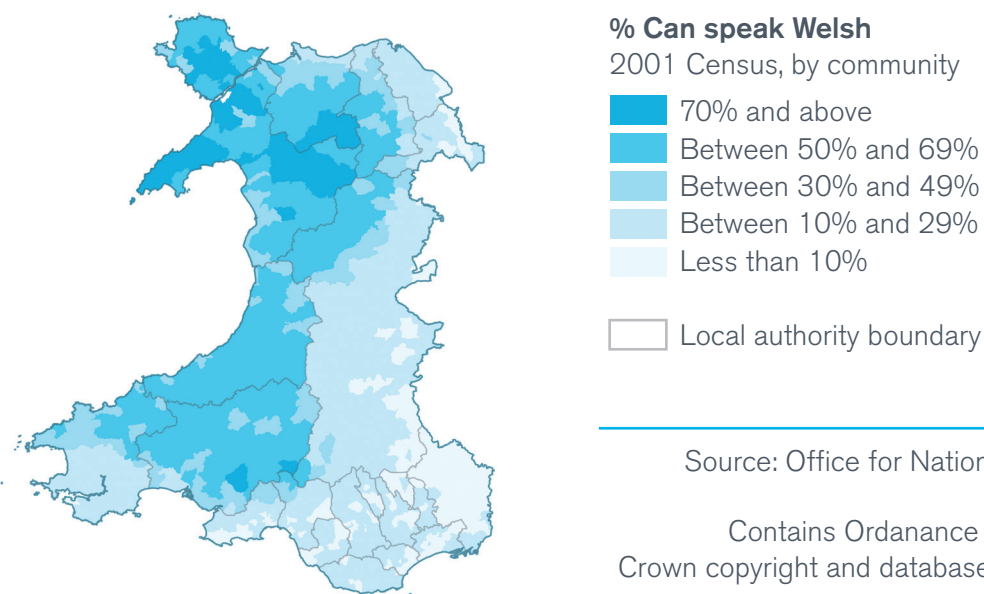 % Can speak Welsh
2001 Census, by community
70% and above
Between 50% and 69%
Between 30% and 49%
Between 10% and 29%
Less than 10%
Local authority boundary
Source: Office for Nation
Contains Ordanance
Crown copyright and database